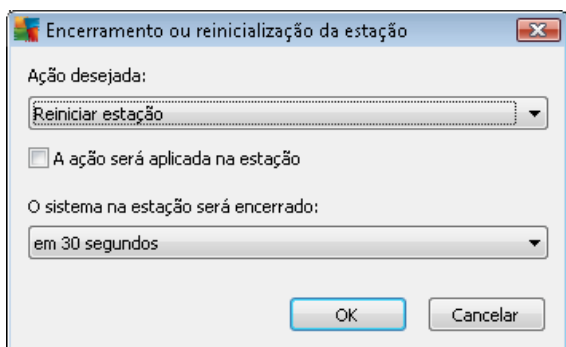 Encerramento ou reinicialização da estação
Ação desejada:
Reiniciar estação
A ação será aplicada na estação
O sistema na estação será encerrado:
em 30 segundos
OK Cancelar